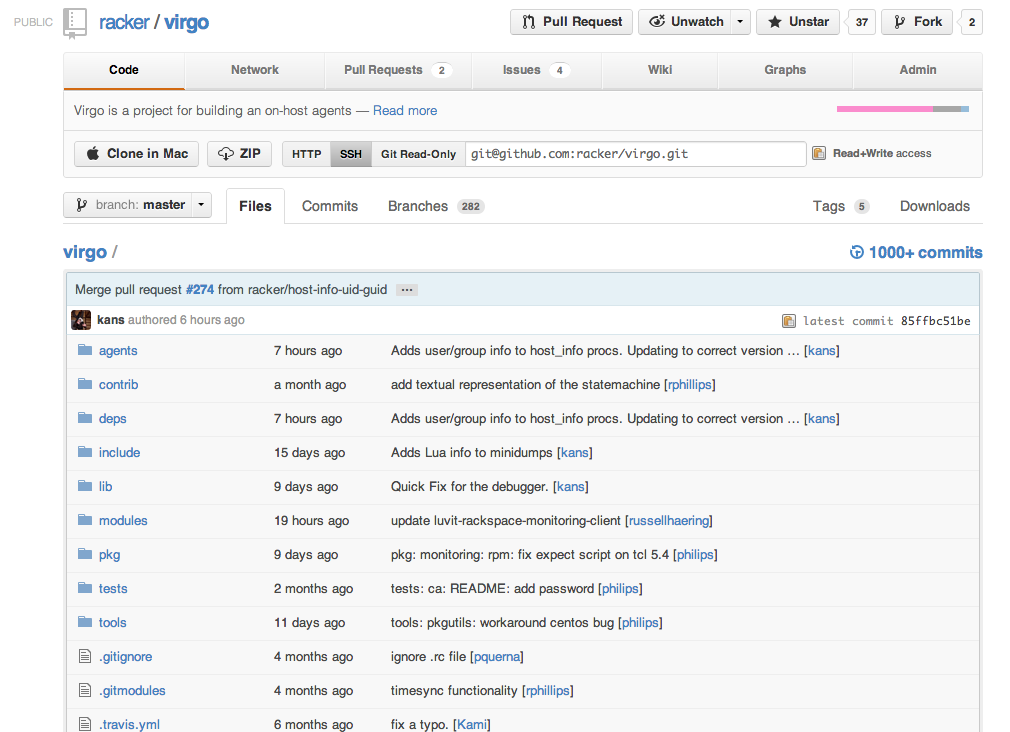 PUBLIC racker / virgo Pull Request Unwatch Unstar 37 Fork 2
Code Network Pull Requests 2 Issues 4 Wiki Graphs Admin
Virgo is a project for building an on-host agents — Read more
Clone in Mac ZIP HTTP SSH Git Read-Only git@github.com:racker/virgo.git Read+Write access
branch: master Files Commits Branches 282 Tags 5 Downloads
virgo / 1000+ commits
Merge pull request #274 from racker/host-info-uid-guid ...
kans authored 6 hours ago latest commit 85ffbc51be
agents 7 hours ago Adds user/group info to host_info procs. Updating to correct version … [kans]
contrib a month ago add textual representation of the statemachine [rphillips]
deps 7 hours ago Adds user/group info to host_info procs. Updating to correct version … [kans]
include 15 days ago Adds Lua info to minidumps [kans]
lib 9 days ago Quick Fix for the debugger. [kans]
modules 19 hours ago update luvit-rackspace-monitoring-client [russellhaering]
pkg 9 days ago pkg: monitoring: rpm: fix expect script on tcl 5.4 [philips]
tests 2 months ago tests: ca: README: add password [philips]
tools 11 days ago tools: pkgutils: workaround centos bug [philips]
.gitignore 4 months ago ignore .rc file [pquerna]
.gitmodules 4 months ago timesync functionality [rphillips]
.travis.yml 6 months ago fix a typo. [Kami]